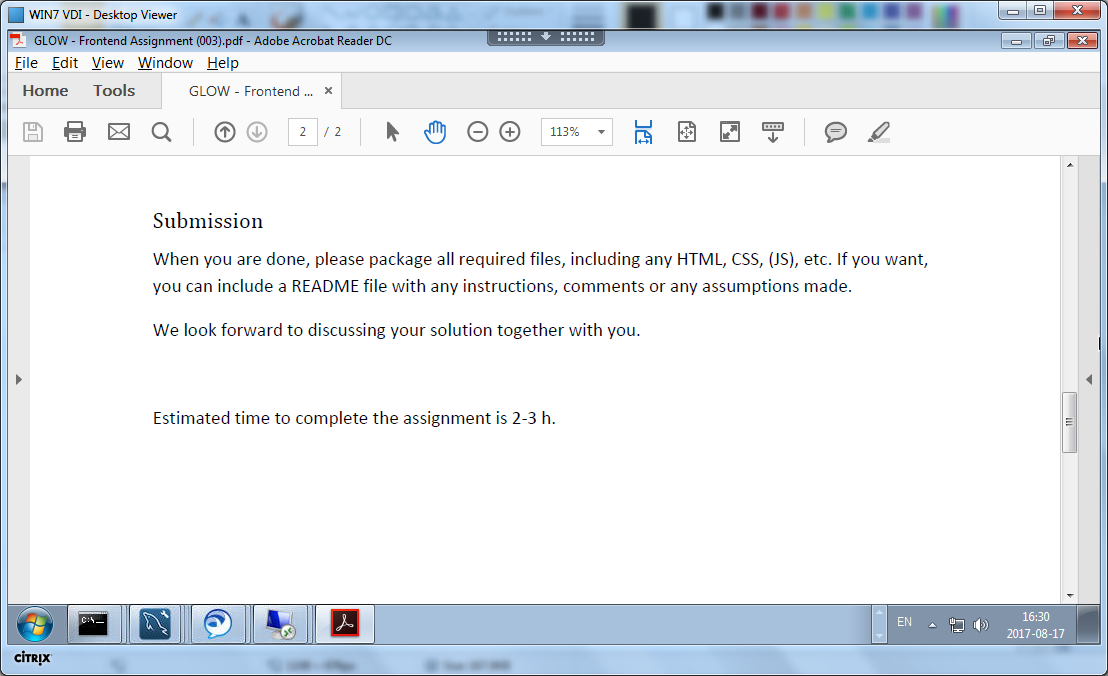 WIN7 VDI - Desktop Viewer
GLOW - Frontend Assignment (003).pdf - Adobe Acrobat Reader DC
File Edit View Window Help
Home Tools GLOW - Frontend ... ×
2 / 2 113%
Submission
When you are done, please package all required files, including any HTML, CSS, (JS), etc. If you want,
you can include a README file with any instructions, comments or any assumptions made.
We look forward to discussing your solution together with you.
Estimated time to complete the assignment is 2-3 h.
C:\_
EN
16:30
2017-08-17
CITRIX